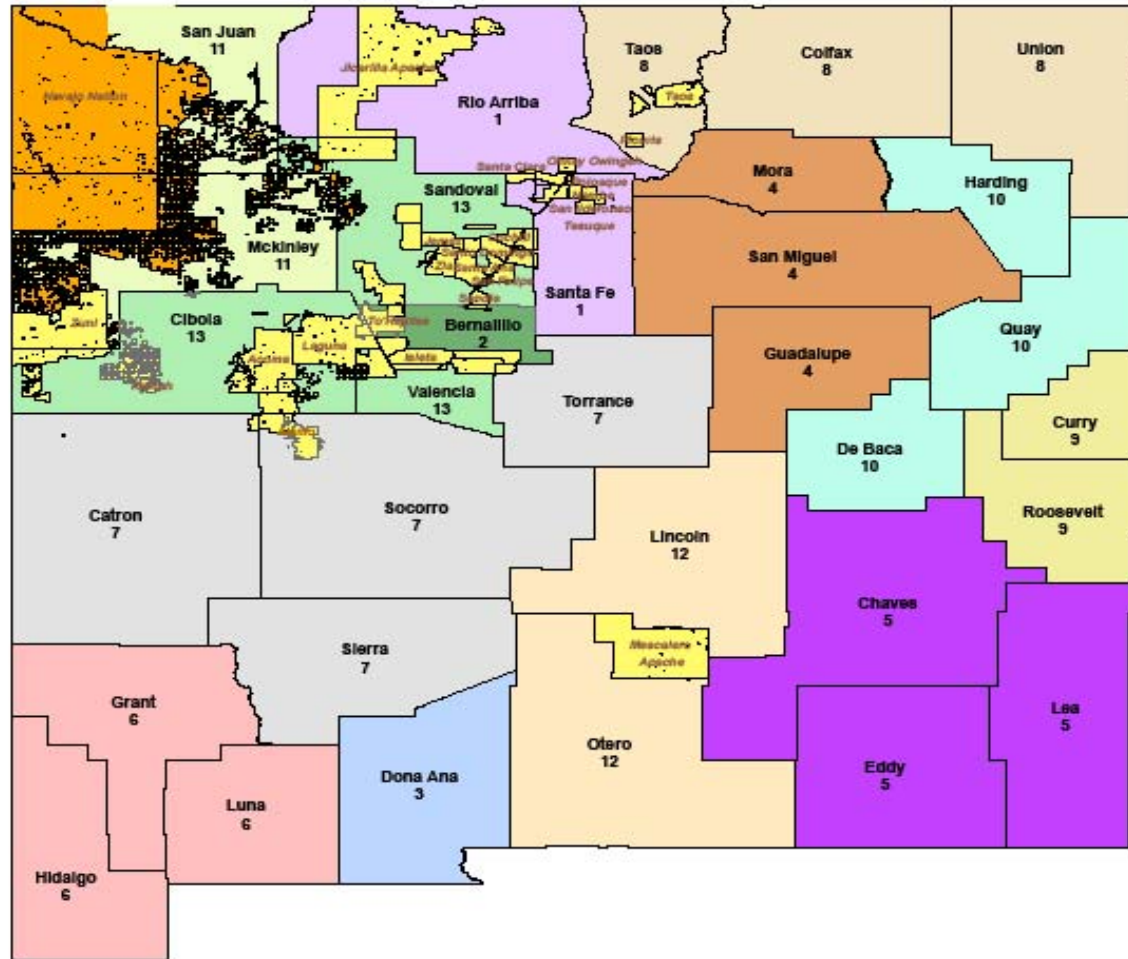 San Juan
11
Taos
8
Colfax
8
Union
8
Jicarilla Apache
Navajo Nation
Rio Arriba
1
Taos
Picuris
Santa Clara
Mora
4
Harding
10
Sandoval
13
Tesuque
Mckinley
11
San Miguel
4
Santa Fe
1
Zuni
Cibola
13
Bernalillo
2
Quay
10
Acoma
Laguna
Isleta
Guadalupe
4
Valencia
13
Torrance
7
Curry
9
De Baca
10
Catron
7
Socorro
7
Lincoln
12
Roosevelt
9
Chaves
5
Sierra
7
Mescalero
Apache
Grant
6
Otero
12
Lea
5
Dona Ana
3
Eddy
5
Luna
6
Hidalgo
6